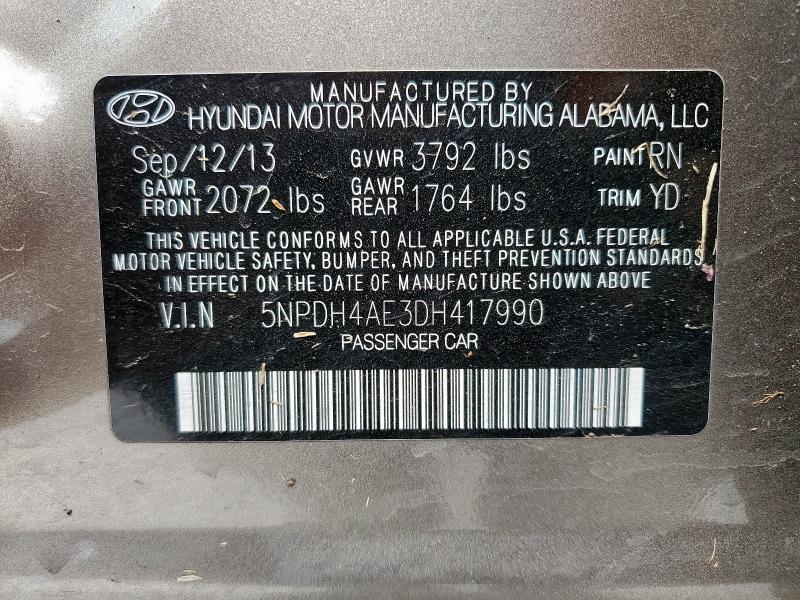 MANUFACTURED BY
HYUNDAI MOTOR MANUFACTURING ALABAMA, LLC
Sep/12/13 GVWR 3792 lbs PAINT RN
GAWR FRONT 2072 lbs GAWR REAR 1764 lbs TRIM YD
THIS VEHICLE CONFORMS TO ALL APPLICABLE U.S.A. FEDERAL
MOTOR VEHICLE SAFETY, BUMPER, AND THEFT PREVENTION STANDARDS
IN EFFECT ON THE DATE OF MANUFACTURE SHOWN ABOVE
V.I.N 5NPDH4AE3DH417990
PASSENGER CAR